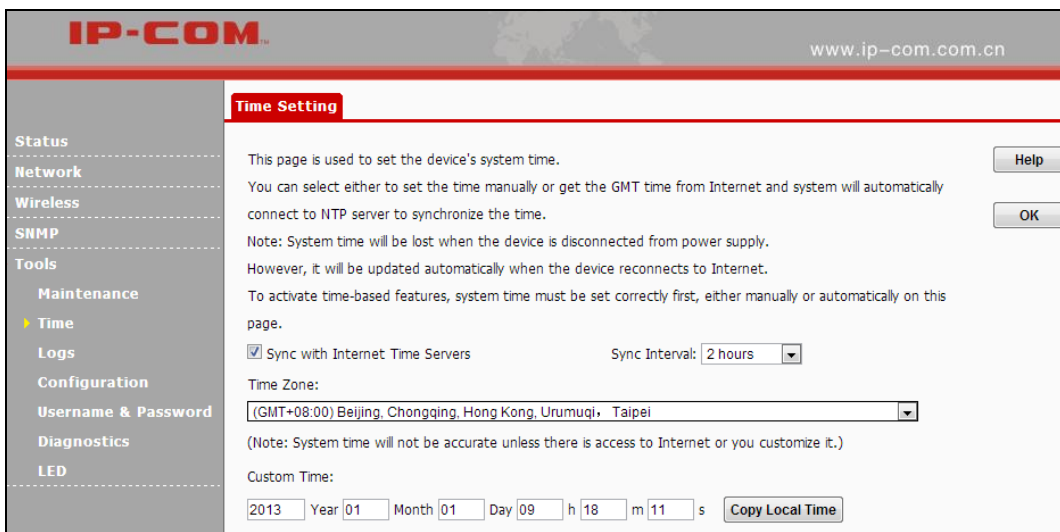 IP-COM™
www.ip-com.com.cn
Time Setting
Status
Network
Wireless
SNMP
Tools
Maintenance
Time
Logs
Configuration
Username & Password
Diagnostics
LED
This page is used to set the device's system time.
You can select either to set the time manually or get the GMT time from Internet and system will automatically
connect to NTP server to synchronize the time.
Note: System time will be lost when the device is disconnected from power supply.
However, it will be updated automatically when the device reconnects to Internet.
To activate time-based features, system time must be set correctly first, either manually or automatically on this
page.
Sync with Internet Time Servers Sync Interval: 2 hours
Time Zone:
(GMT+08:00) Beijing, Chongqing, Hong Kong, Urumuqi， Taipei
(Note: System time will not be accurate unless there is access to Internet or you customize it.)
Custom Time:
2013 Year 01 Month 01 Day 09 h 18 m 11 s Copy Local Time
Help
OK